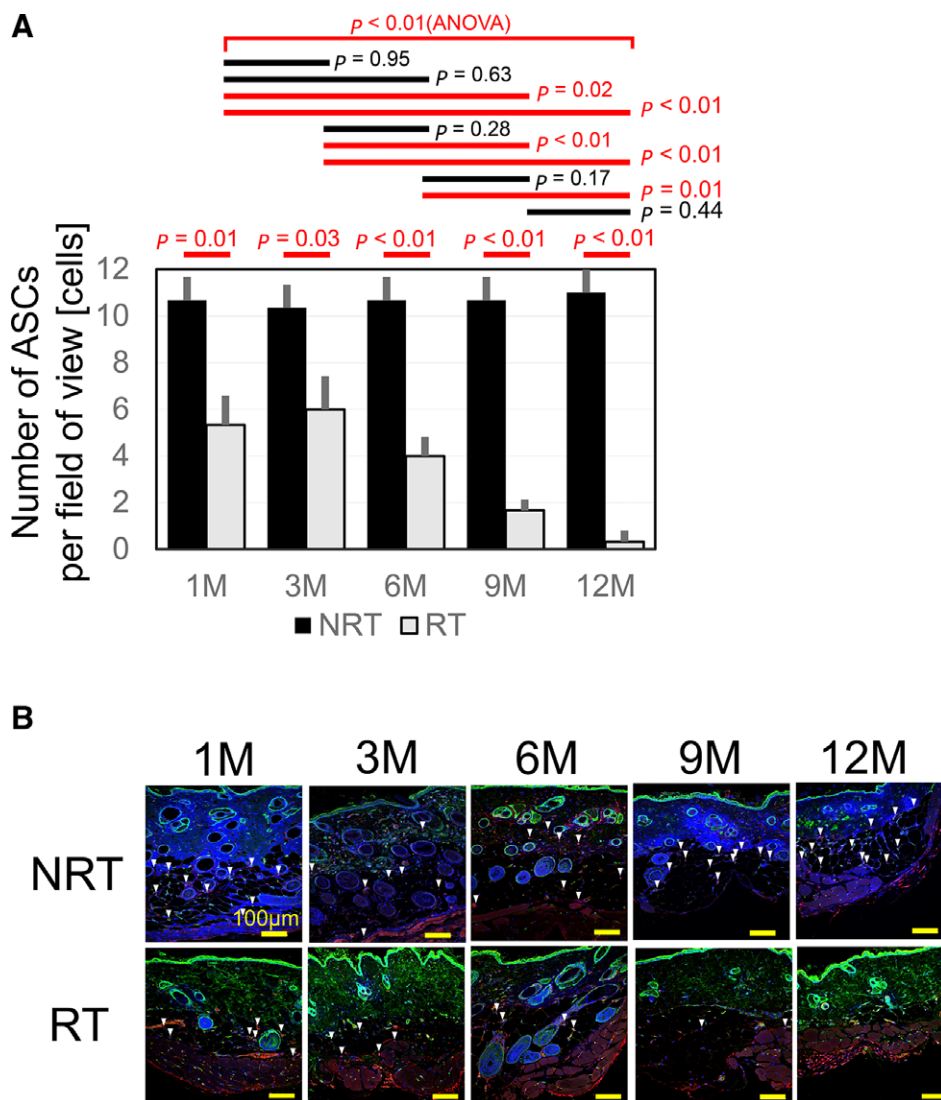 A
P < 0.01(ANOVA)
P = 0.95
P = 0.63
P = 0.02
P < 0.01
P = 0.28
P < 0.01
P < 0.01
P = 0.17
P = 0.01
P = 0.44
P = 0.01 P = 0.03 P < 0.01 P < 0.01 P < 0.01
Number of ASCs
per field of view [cells]
12
10
8
6
4
2
0
1M 3M 6M 9M 12M
NRT RT
B
1M 3M 6M 9M 12M
NRT
100μm
RT